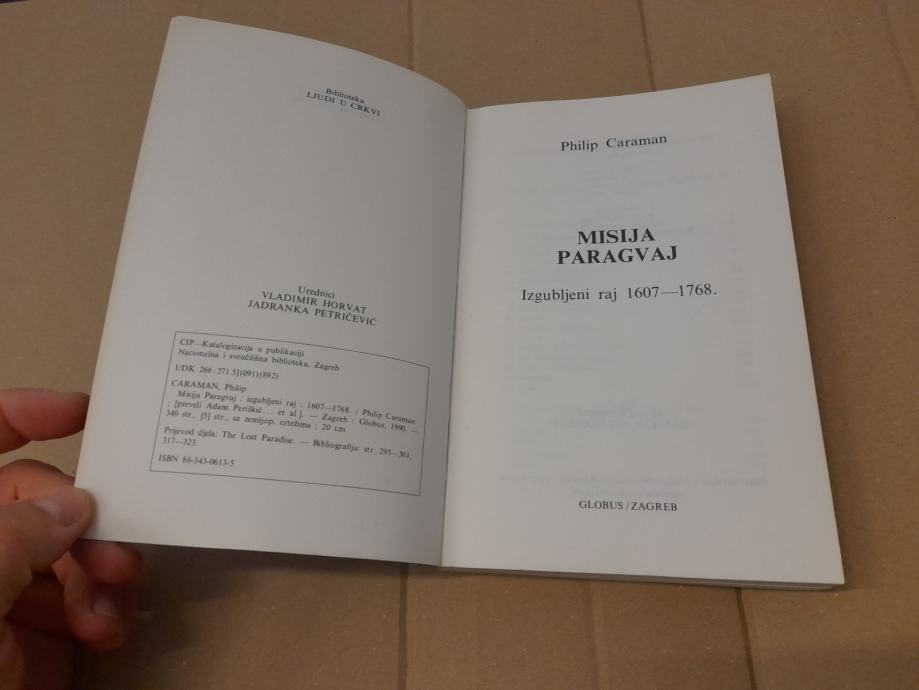 Biblioteka
LJUDI U CRKVI
Urednici
VLADIMIR HORVAT
JADRANKA PETRIČEVIĆ
CIP—Katalogizacija u publikaciji
Nacionalna i sveučilišna biblioteka, Zagreb
UDK 266:271.5](091)(892)
CARAMAN, Philip
Misija Paragvaj : izgubljeni raj : 1607—1768. / Philip Caraman
; [preveli Adam Periškić... et al.]. — Zagreb : Globus, 1990. —
340 str., [5] str., sa zemljop. crtežima ; 20 cm
Prijevod djela: The Lost Paradise. — Bibliografija: str. 293—301,
317—323.
ISBN 86-343-0613-5
Philip Caraman
MISIJA
PARAGVAJ
Izgubljeni raj 1607—1768.
GLOBUS/ZAGREB